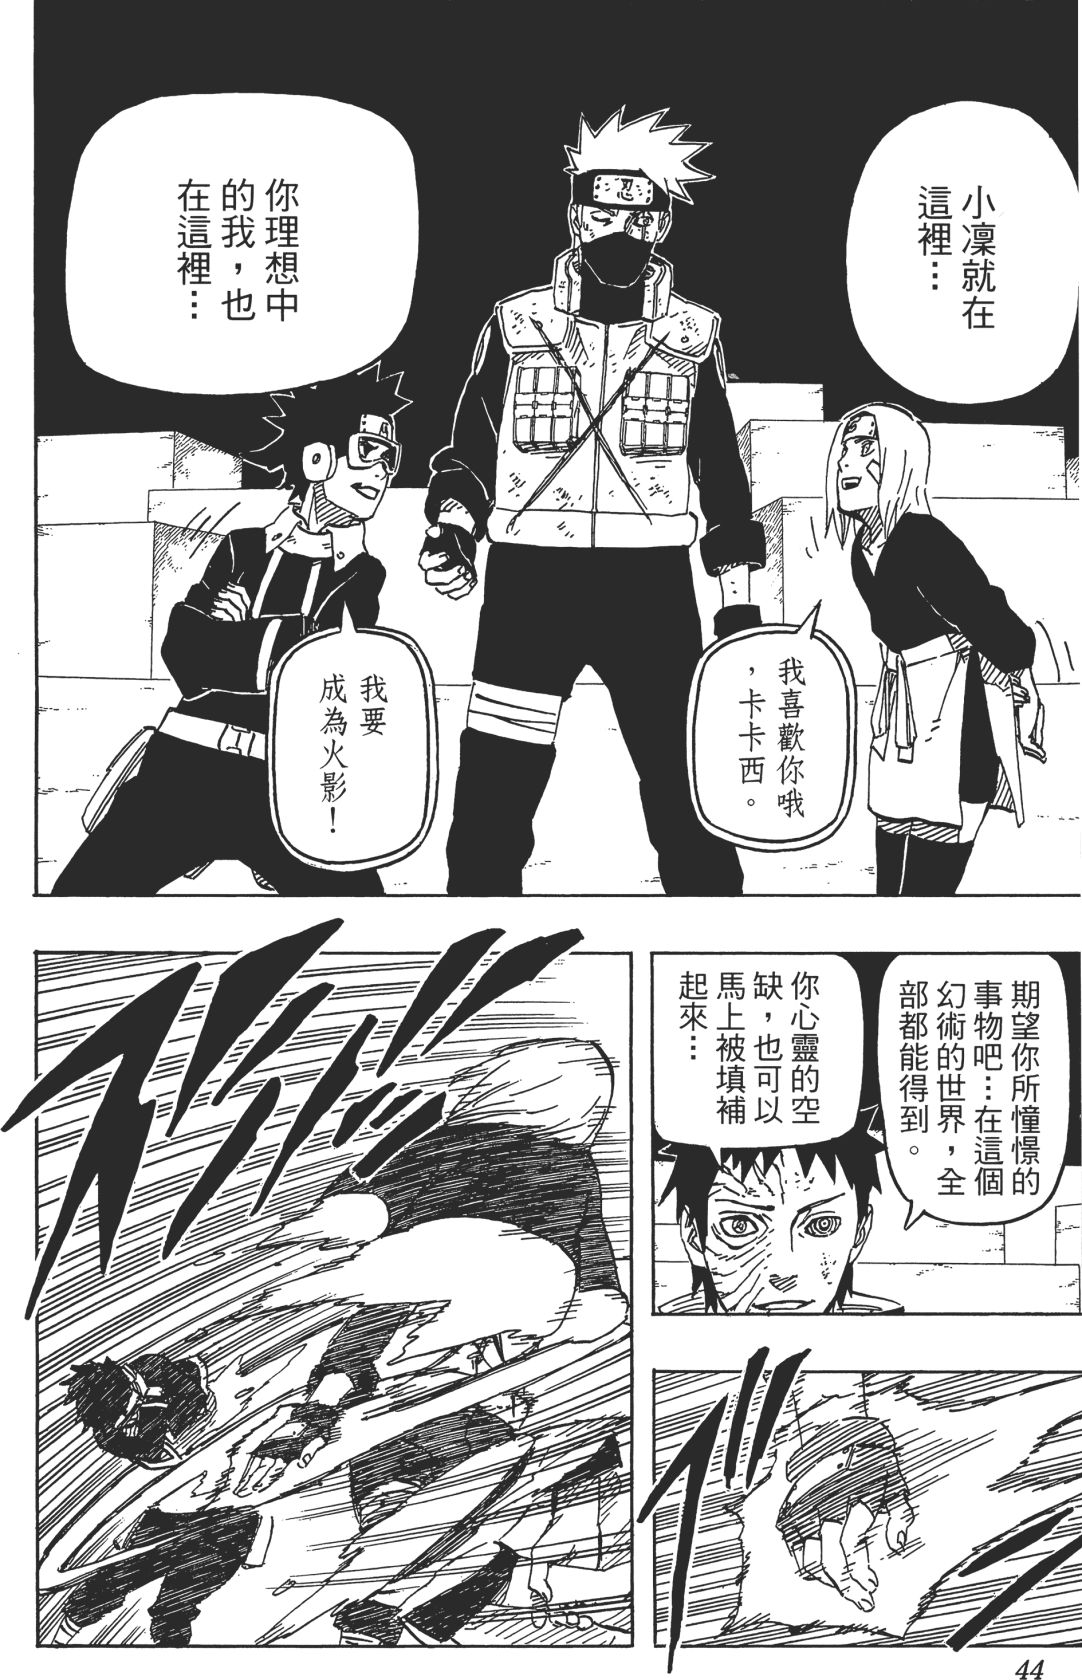 小凜就在
這裡…
你理想中
的我，也
在這裡…
我喜歡你哦
，卡卡西。
我要
成為火影！
期望你所憧憬的
事物吧…在這個
幻術的世界，全
部都能得到。
你心靈的空
缺，也可以
馬上被填補
起來…
忍
44